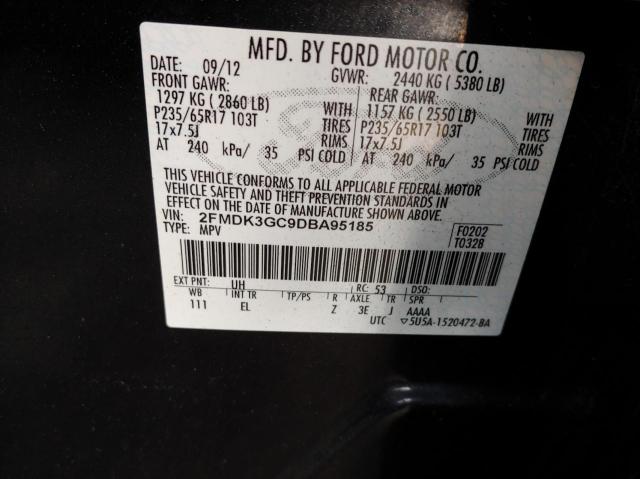 MFD. BY FORD MOTOR CO.
DATE: 09/12 GVWR: 2440 KG ( 5380 LB)
FRONT GAWR: REAR GAWR:
1297 KG ( 2860 LB) WITH 1157 KG ( 2550 LB) WITH
P235/65R17 103T TIRES P235/65R17 103T TIRES
17x7.5J RIMS 17x7.5J RIMS
AT 240 kPa/ 35 PSI COLD AT 240 kPa/ 35 PSI COLD
THIS VEHICLE CONFORMS TO ALL APPLICABLE FEDERAL MOTOR
VEHICLE SAFETY AND THEFT PREVENTION STANDARDS IN
EFFECT ON THE DATE OF MANUFACTURE SHOWN ABOVE.
VIN: 2FMDK3GC9DBA95185 F0202
TYPE: MPV T0328
EXT PNT: UH RC: 53 DSO:
WB INT TR TP/PS R AXLE TR SPR
111 EL Z 3E J AAAA
UTC ▽5U5A-1520472-BA